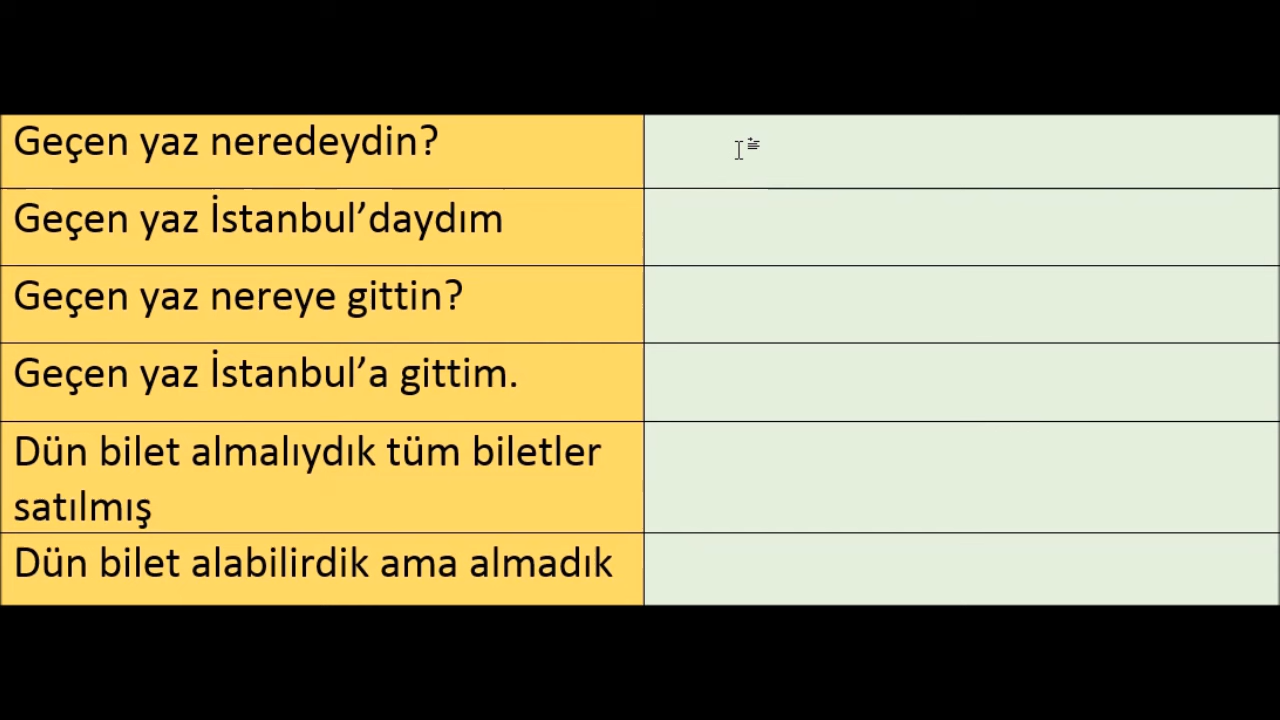 Geçen yaz neredeydin?
Geçen yaz İstanbul’daydım
Geçen yaz nereye gittin?
Geçen yaz İstanbul’a gittim.
Dün bilet almalıydık tüm biletler
satılmış
Dün bilet alabilirdik ama almadık